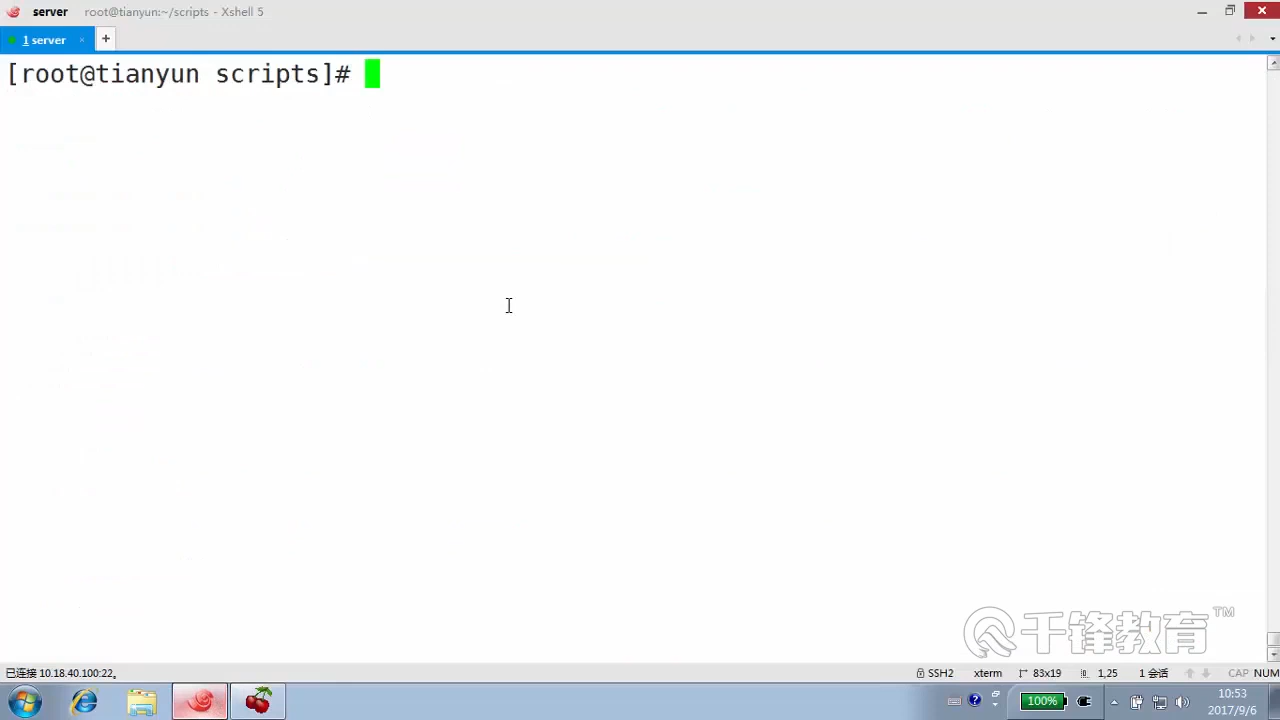 server root@tianyun:~/scripts - Xshell 5
1 server
[root@tianyun scripts]#
千锋教育™
已连接 10.18.40.100:22。 SSH2 xterm 83x19 1,25 1 会话 CAP NUM
100% 10:53
2017/9/6